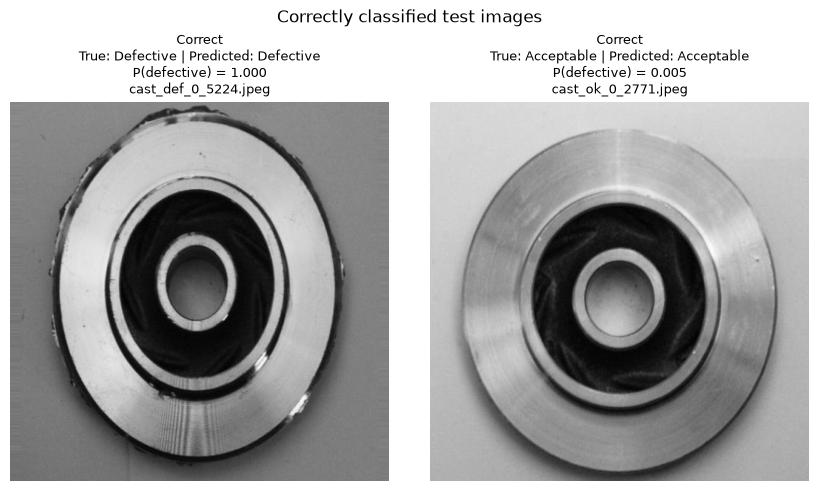 Correctly classified test images
Correct
True: Defective | Predicted: Defective
P(defective) = 1.000
cast_def_0_5224.jpeg
Correct
True: Acceptable | Predicted: Acceptable
P(defective) = 0.005
cast_ok_0_2771.jpeg